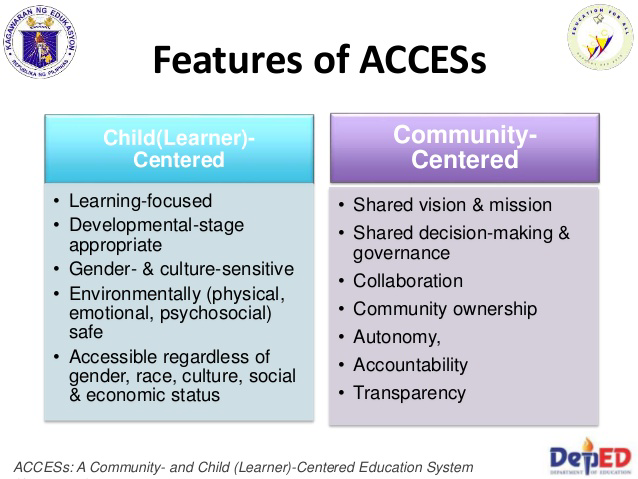 KAGAWARAN NG EDUKASYON
REPUBLIKA NG PILIPINAS
EDUCATION FOR ALL
Features of ACCESs
Child(Learner)-
Centered
• Learning-focused
• Developmental-stage
appropriate
• Gender- & culture-sensitive
• Environmentally (physical,
emotional, psychosocial)
safe
• Accessible regardless of
gender, race, culture, social
& economic status
Community-
Centered
• Shared vision & mission
• Shared decision-making &
governance
• Collaboration
• Community ownership
• Autonomy,
• Accountability
• Transparency
ACCESs: A Community- and Child (Learner)-Centered Education System
DepED
DEPARTMENT OF EDUCATION